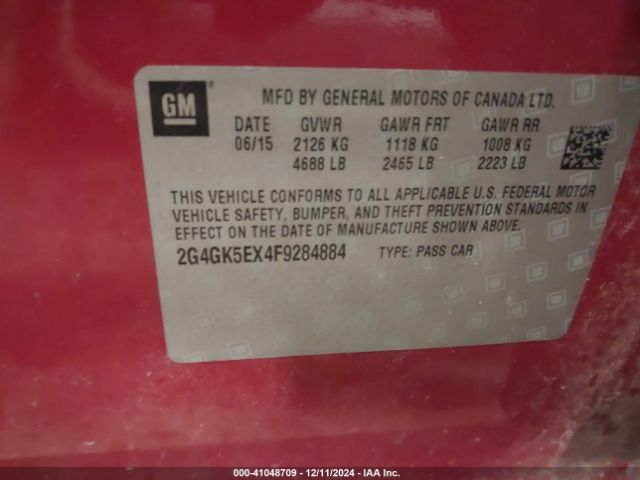 GM ®
MFD BY GENERAL MOTORS OF CANADA LTD.
DATE GVWR GAWR FRT GAWR RR
06/15 2126 KG 1118 KG 1008 KG
4688 LB 2465 LB 2223 LB
THIS VEHICLE CONFORMS TO ALL APPLICABLE U.S. FEDERAL MOTOR
VEHICLE SAFETY, BUMPER, AND THEFT PREVENTION STANDARDS IN
EFFECT ON THE DATE OF MANUFACTURE SHOWN ABOVE.
2G4GK5EX4F9284884 TYPE: PASS CAR
000-41048709 - 12/11/2024 - IAA Inc.